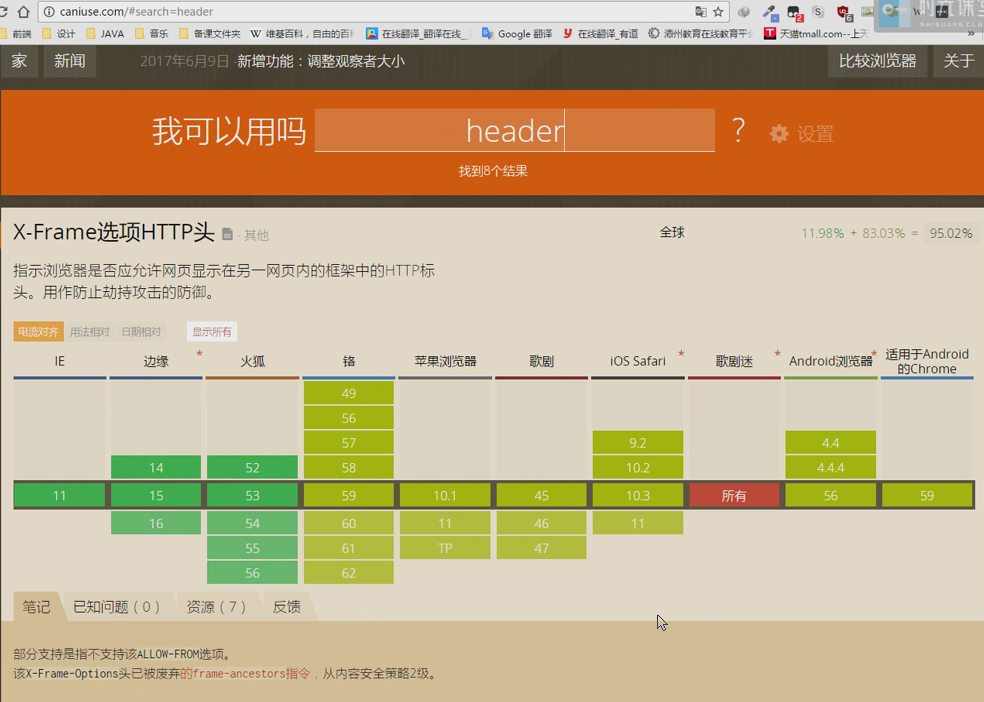 caniuse.com/#search=header
前端 设计 JAVA 音乐 备课文件夹 W 维基百科，自由的百科 在线翻译_翻译在线_ Google 翻译 在线翻译_有道 漳州教育在线教育平台 天猫tmall.com--上天
家 新闻 2017年6月9日 -新增功能：调整观察者大小 比较浏览器 关于
我可以用吗 header ? 设置
找到8个结果
X-Frame选项HTTP头 - 其他 全球 11.98% + 83.03% = 95.02%
指示浏览器是否应允许网页显示在另一网页内的框架中的HTTP标
头。用作防止劫持攻击的防御。
电流对齐 用法相对 日期相对 显示所有
IE 边缘 * 火狐 铬 苹果浏览器 歌剧 iOS Safari * 歌剧迷 * Android浏览器 * 适用于Android
的Chrome
49
56
57 9.2 4.4
14 52 58 10.2 4.4.4
11 15 53 59 10.1 45 10.3 所有 56 59
16 54 60 11 46 11
55 61 TP 47
56 62
笔记 已知问题（0） 资源（7） 反馈
部分支持是指不支持该ALLOW-FROM选项。
该X-Frame-Options头已被废弃的frame-ancestors指令，从内容安全策略2级。